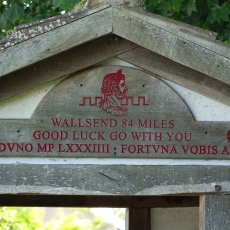 WALLSEND 84 MILES
GOOD LUCK GO WITH YOU
DVNO MP LXXXIIII ; FORTVNA VOBIS A